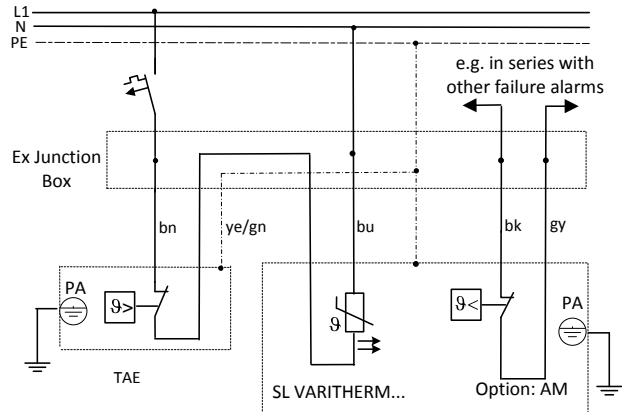 L1
N
PE
e.g. in series with
other failure alarms
Ex Junction
Box
bn
ye/gn
bu
bk
gy
PA
ϑ>
ϑ
ϑ<
PA
TAE
SL VARITHERM...
Option: AM